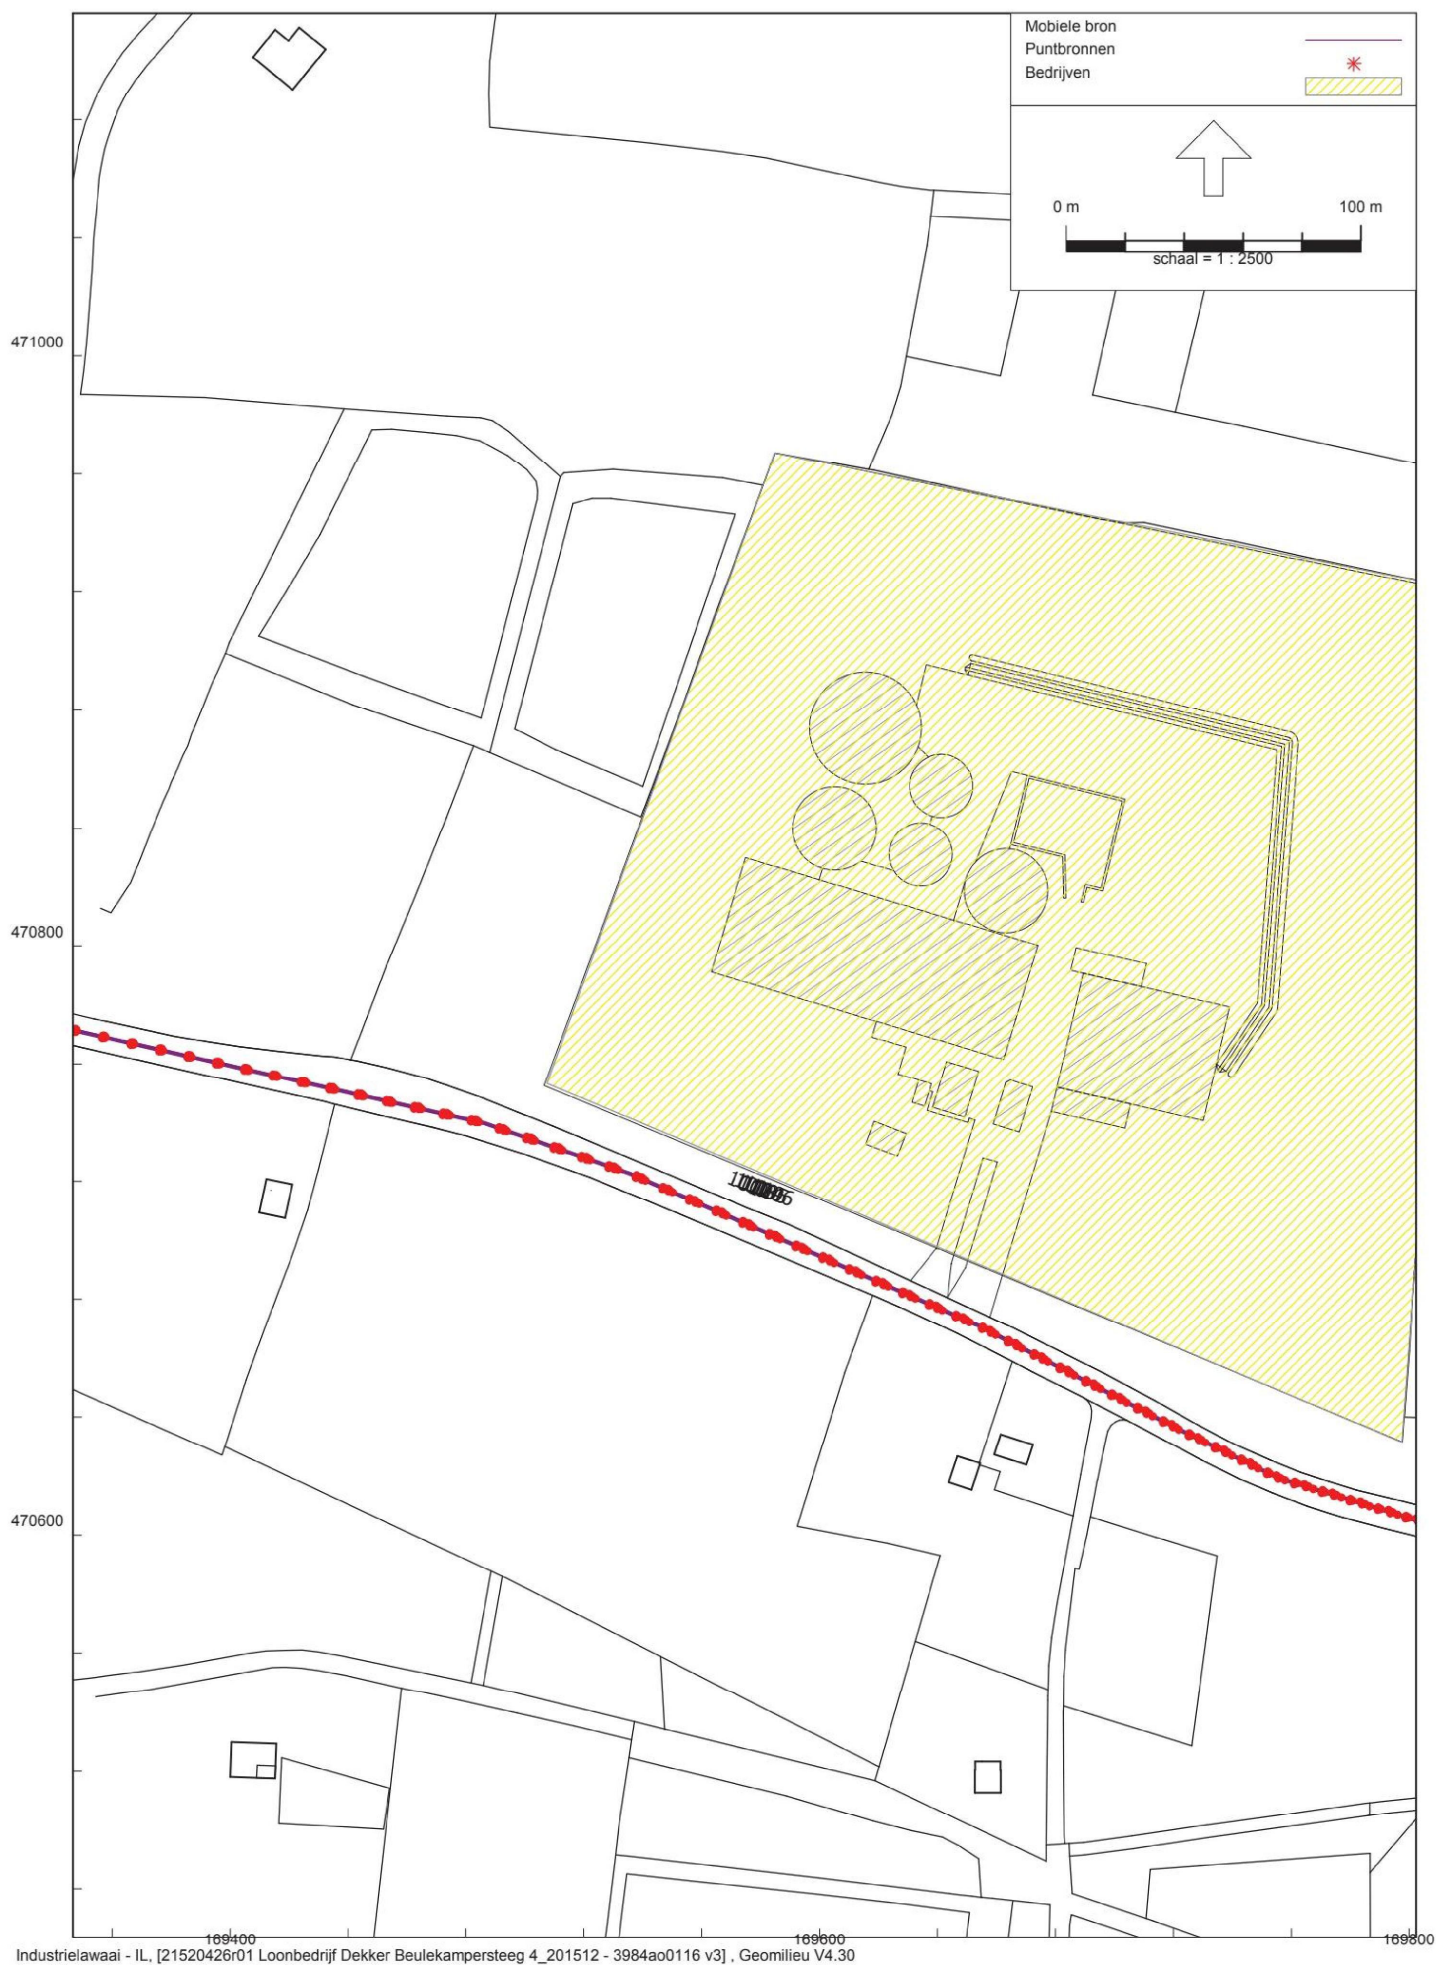 Mobiele bron
Puntbronnen
Bedrijven
0 m 100 m
schaal = 1 : 2500
471000
470800
470600
169400 169600 169800
Industrielawaai - IL, [21520426r01 Loonbedrijf Dekker Beulekampersteeg 4_201512 - 3984ao0116 v3] , Geomilieu V4.30